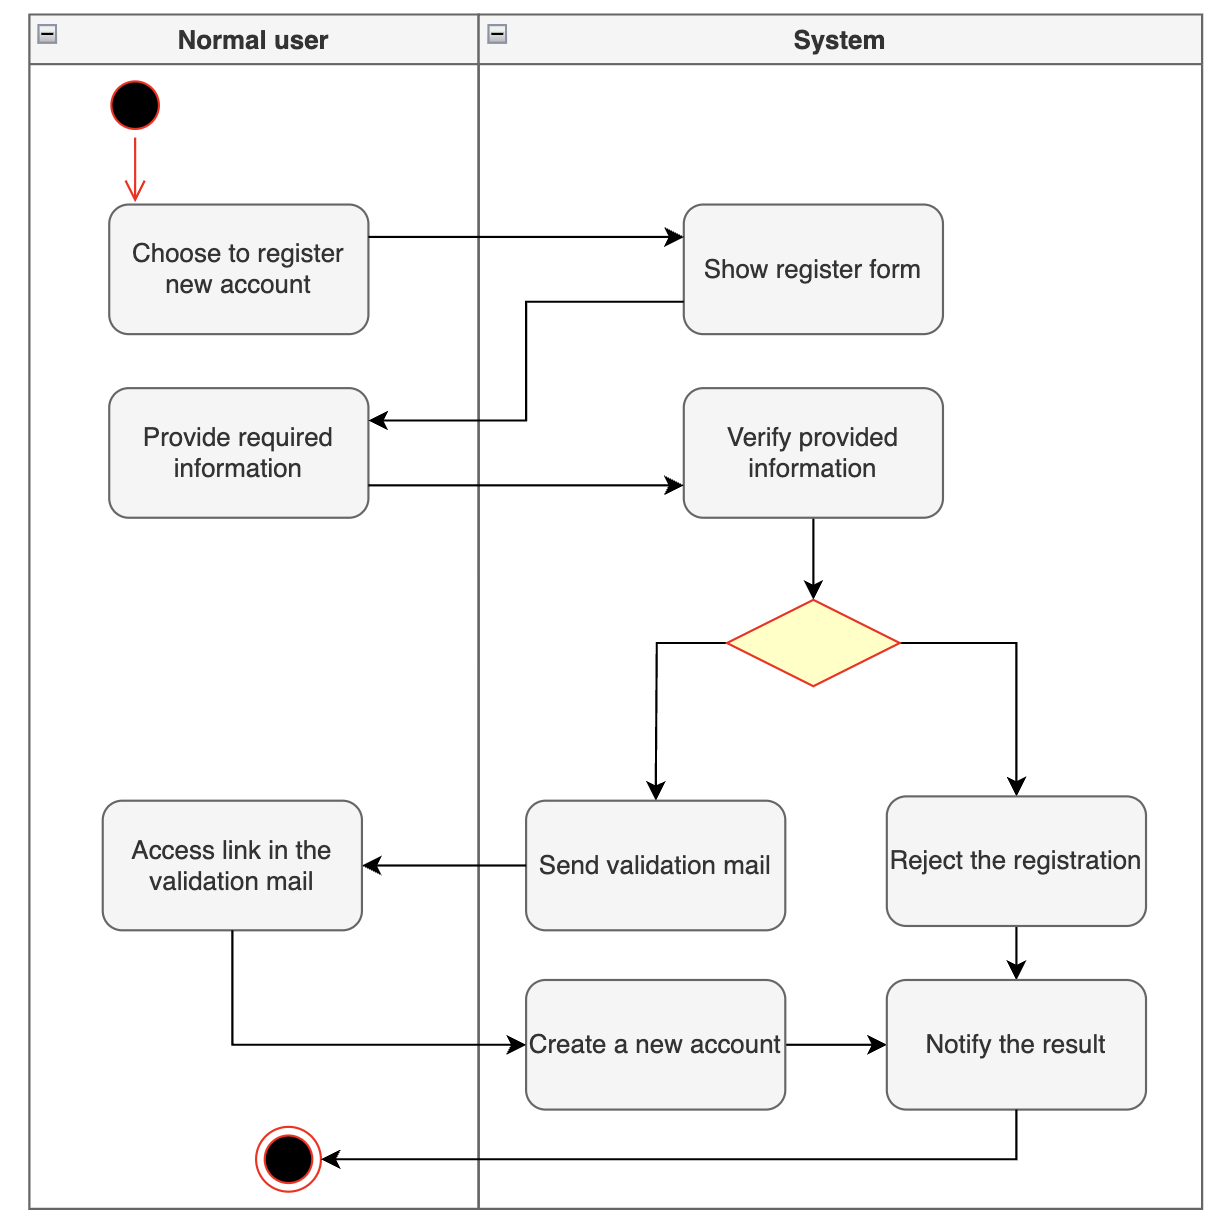 Normal user
System
Choose to register
new account
Show register form
Provide required
information
Verify provided
information
Access link in the
validation mail
Send validation mail
Reject the registration
Create a new account
Notify the result